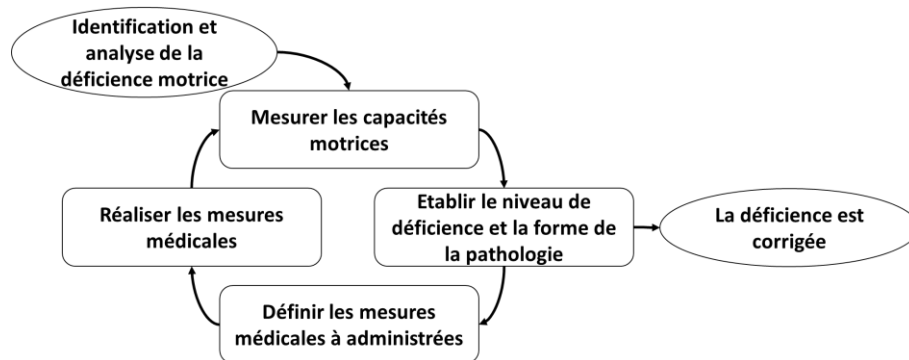 Identification et
analyse de la
déficience motrice
Mesurer les capacités
motrices
Réaliser les mesures
médicales
Etablir le niveau de
déficience et la forme de
la pathologie
La déficience est
corrigée
Définir les mesures
médicales à administrées